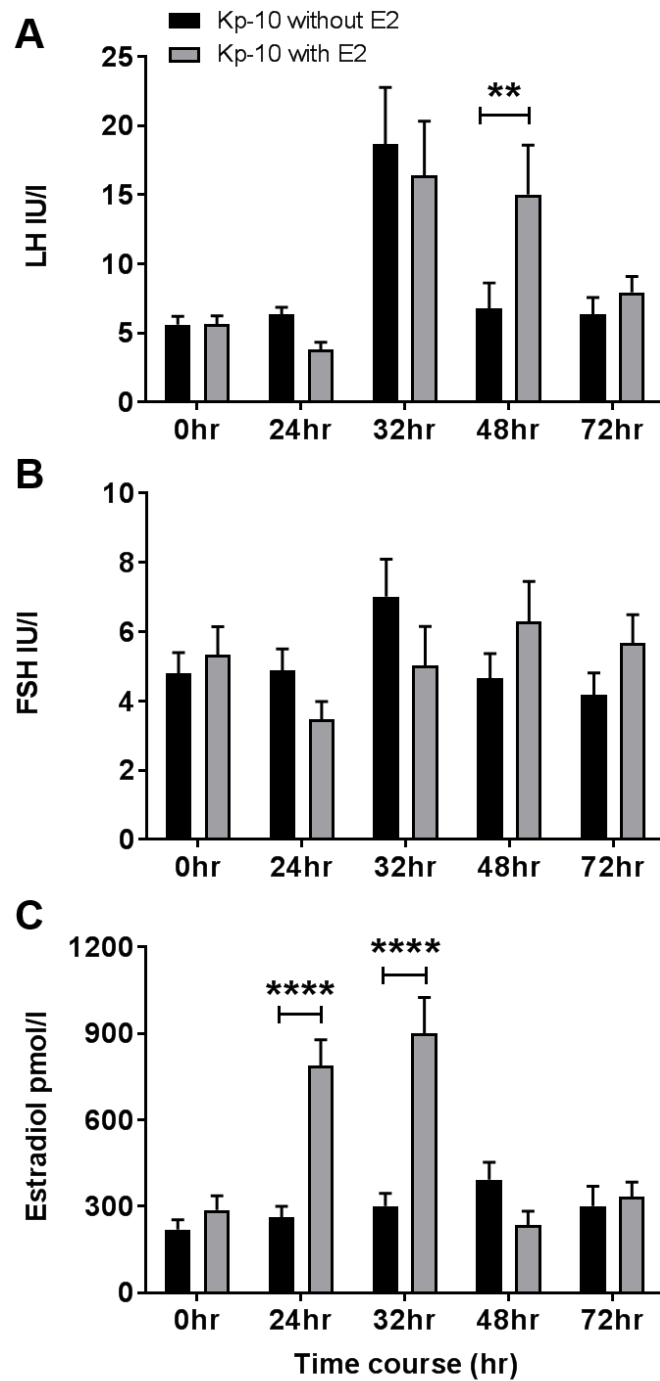 A
Kp-10 without E2
Kp-10 with E2
25
20
15
10
5
0
LH IU/l
**
0hr 24hr 32hr 48hr 72hr
B
10
8
6
4
2
0
FSH IU/l
0hr 24hr 32hr 48hr 72hr
C
1200
900
600
300
0
Estradiol pmol/l
****
****
0hr 24hr 32hr 48hr 72hr
Time course (hr)